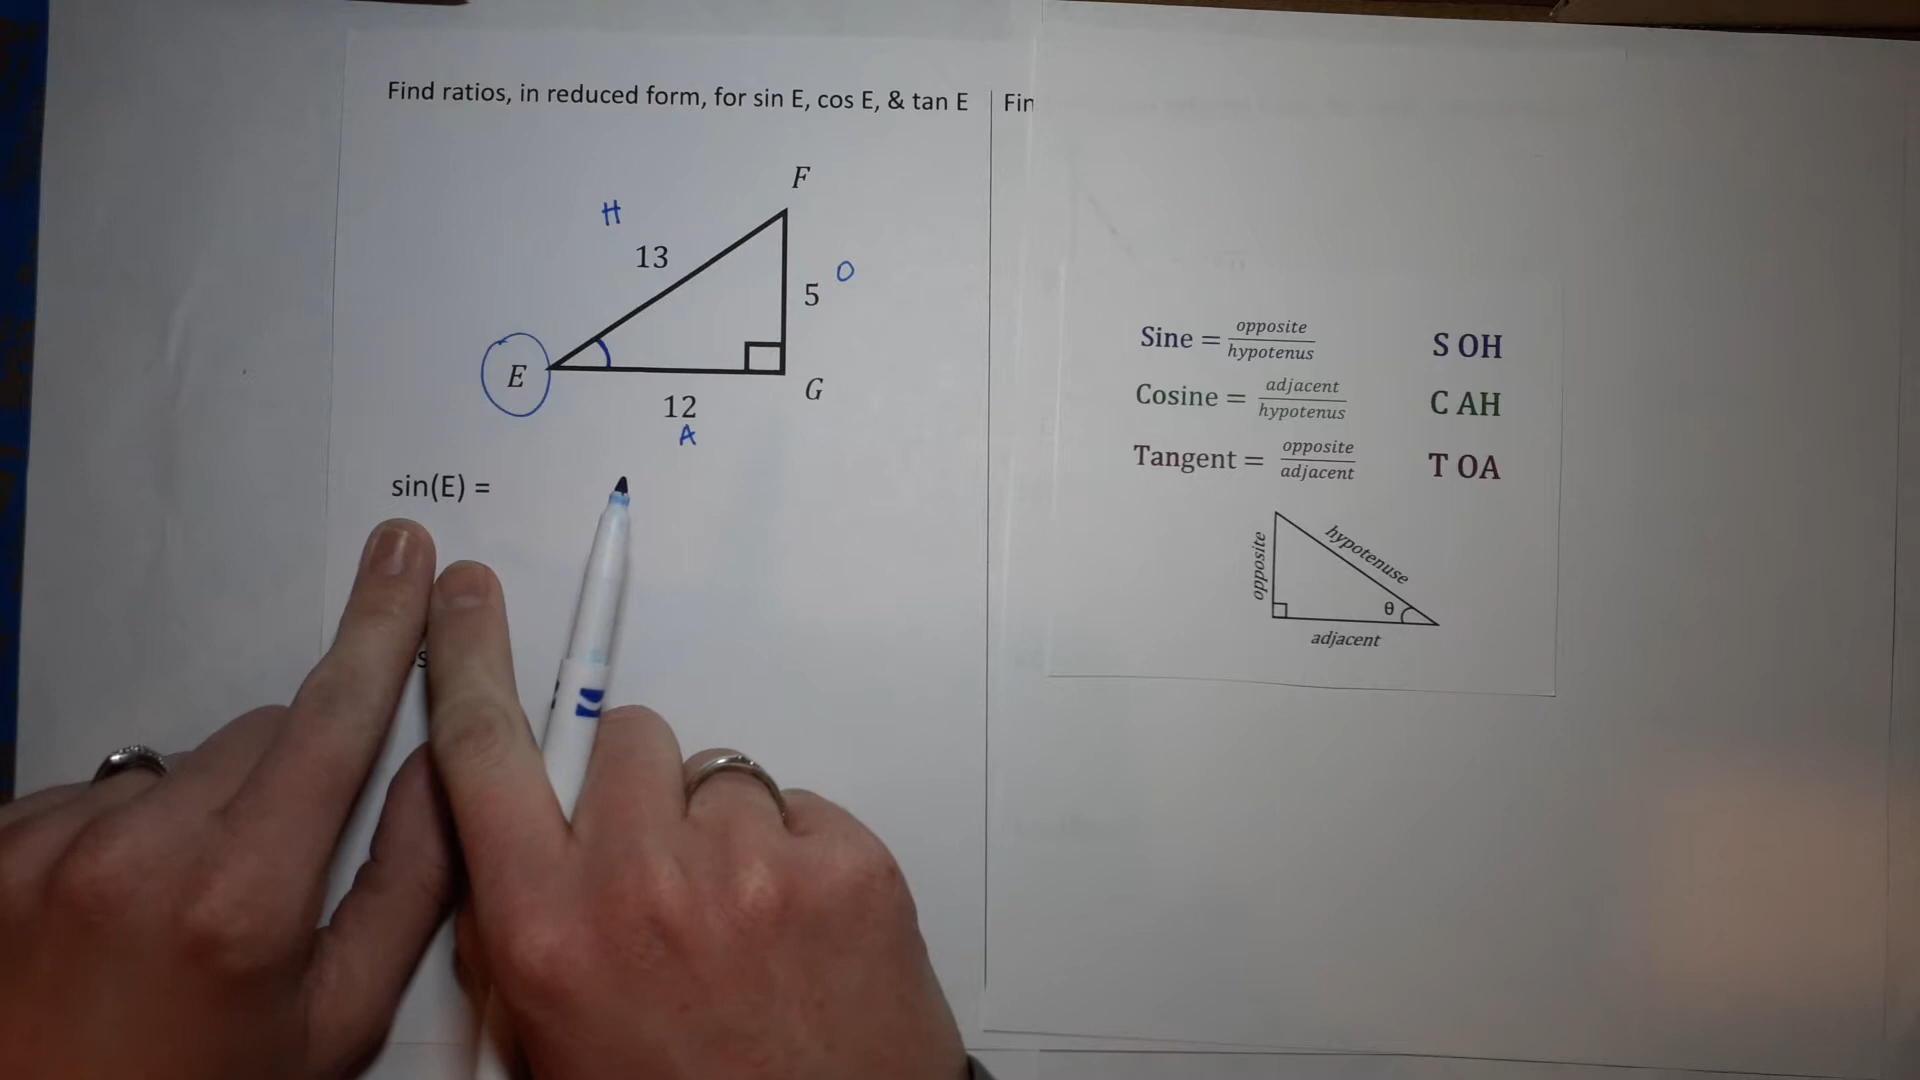 Find ratios, in reduced form, for sin E, cos E, & tan E
Fin
F
H
13
O
5
E
G
12
A
sin(E) =
s
Sine = opposite/hypotenus
S OH
Cosine = adjacent/hypotenus
C AH
Tangent = opposite/adjacent
T OA
opposite
hypotenuse
θ
adjacent